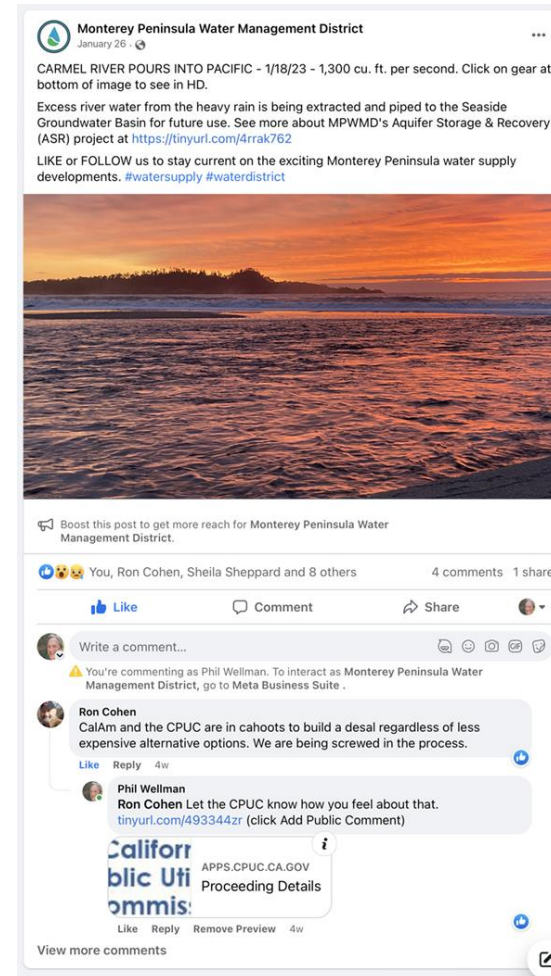 Monterey Peninsula Water Management District
January 26 ·
CARMEL RIVER POURS INTO PACIFIC - 1/18/23 - 1,300 cu. ft. per second. Click on gear at
bottom of image to see in HD.
Excess river water from the heavy rain is being extracted and piped to the Seaside
Groundwater Basin for future use. See more about MPWMD's Aquifer Storage & Recovery
(ASR) project at https://tinyurl.com/4rrak762
LIKE or FOLLOW us to stay current on the exciting Monterey Peninsula water supply
developments. #watersupply #waterdistrict
Boost this post to get more reach for Monterey Peninsula Water
Management District.
You, Ron Cohen, Sheila Sheppard and 8 others 4 comments 1 share
Like Comment Share
Write a comment...
GIF
You're commenting as Phil Wellman. To interact as Monterey Peninsula Water
Management District, go to Meta Business Suite .
Ron Cohen
CalAm and the CPUC are in cahoots to build a desal regardless of less
expensive alternative options. We are being screwed in the process.
Like Reply 4w
Phil Wellman
Ron Cohen Let the CPUC know how you feel about that.
tinyurl.com/493344zr (click Add Public Comment)
Californ
blic Uti
ommis
i
APPS.CPUC.CA.GOV
Proceeding Details
Like Reply Remove Preview 4w
View more comments